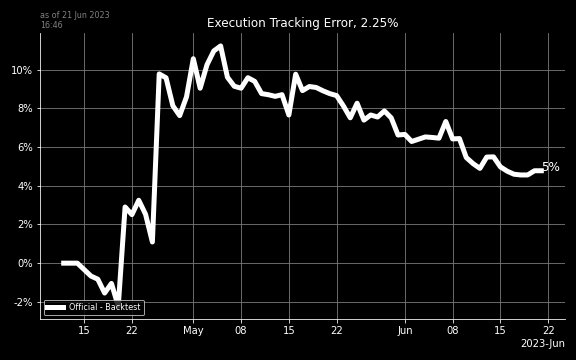 as of 21 Jun 2023
16:46
Execution Tracking Error, 2.25%
10%
8%
6%
4%
2%
0%
-2%
5%
Official - Backtest
15 22 May 08 15 22 Jun 08 15 22
2023-Jun